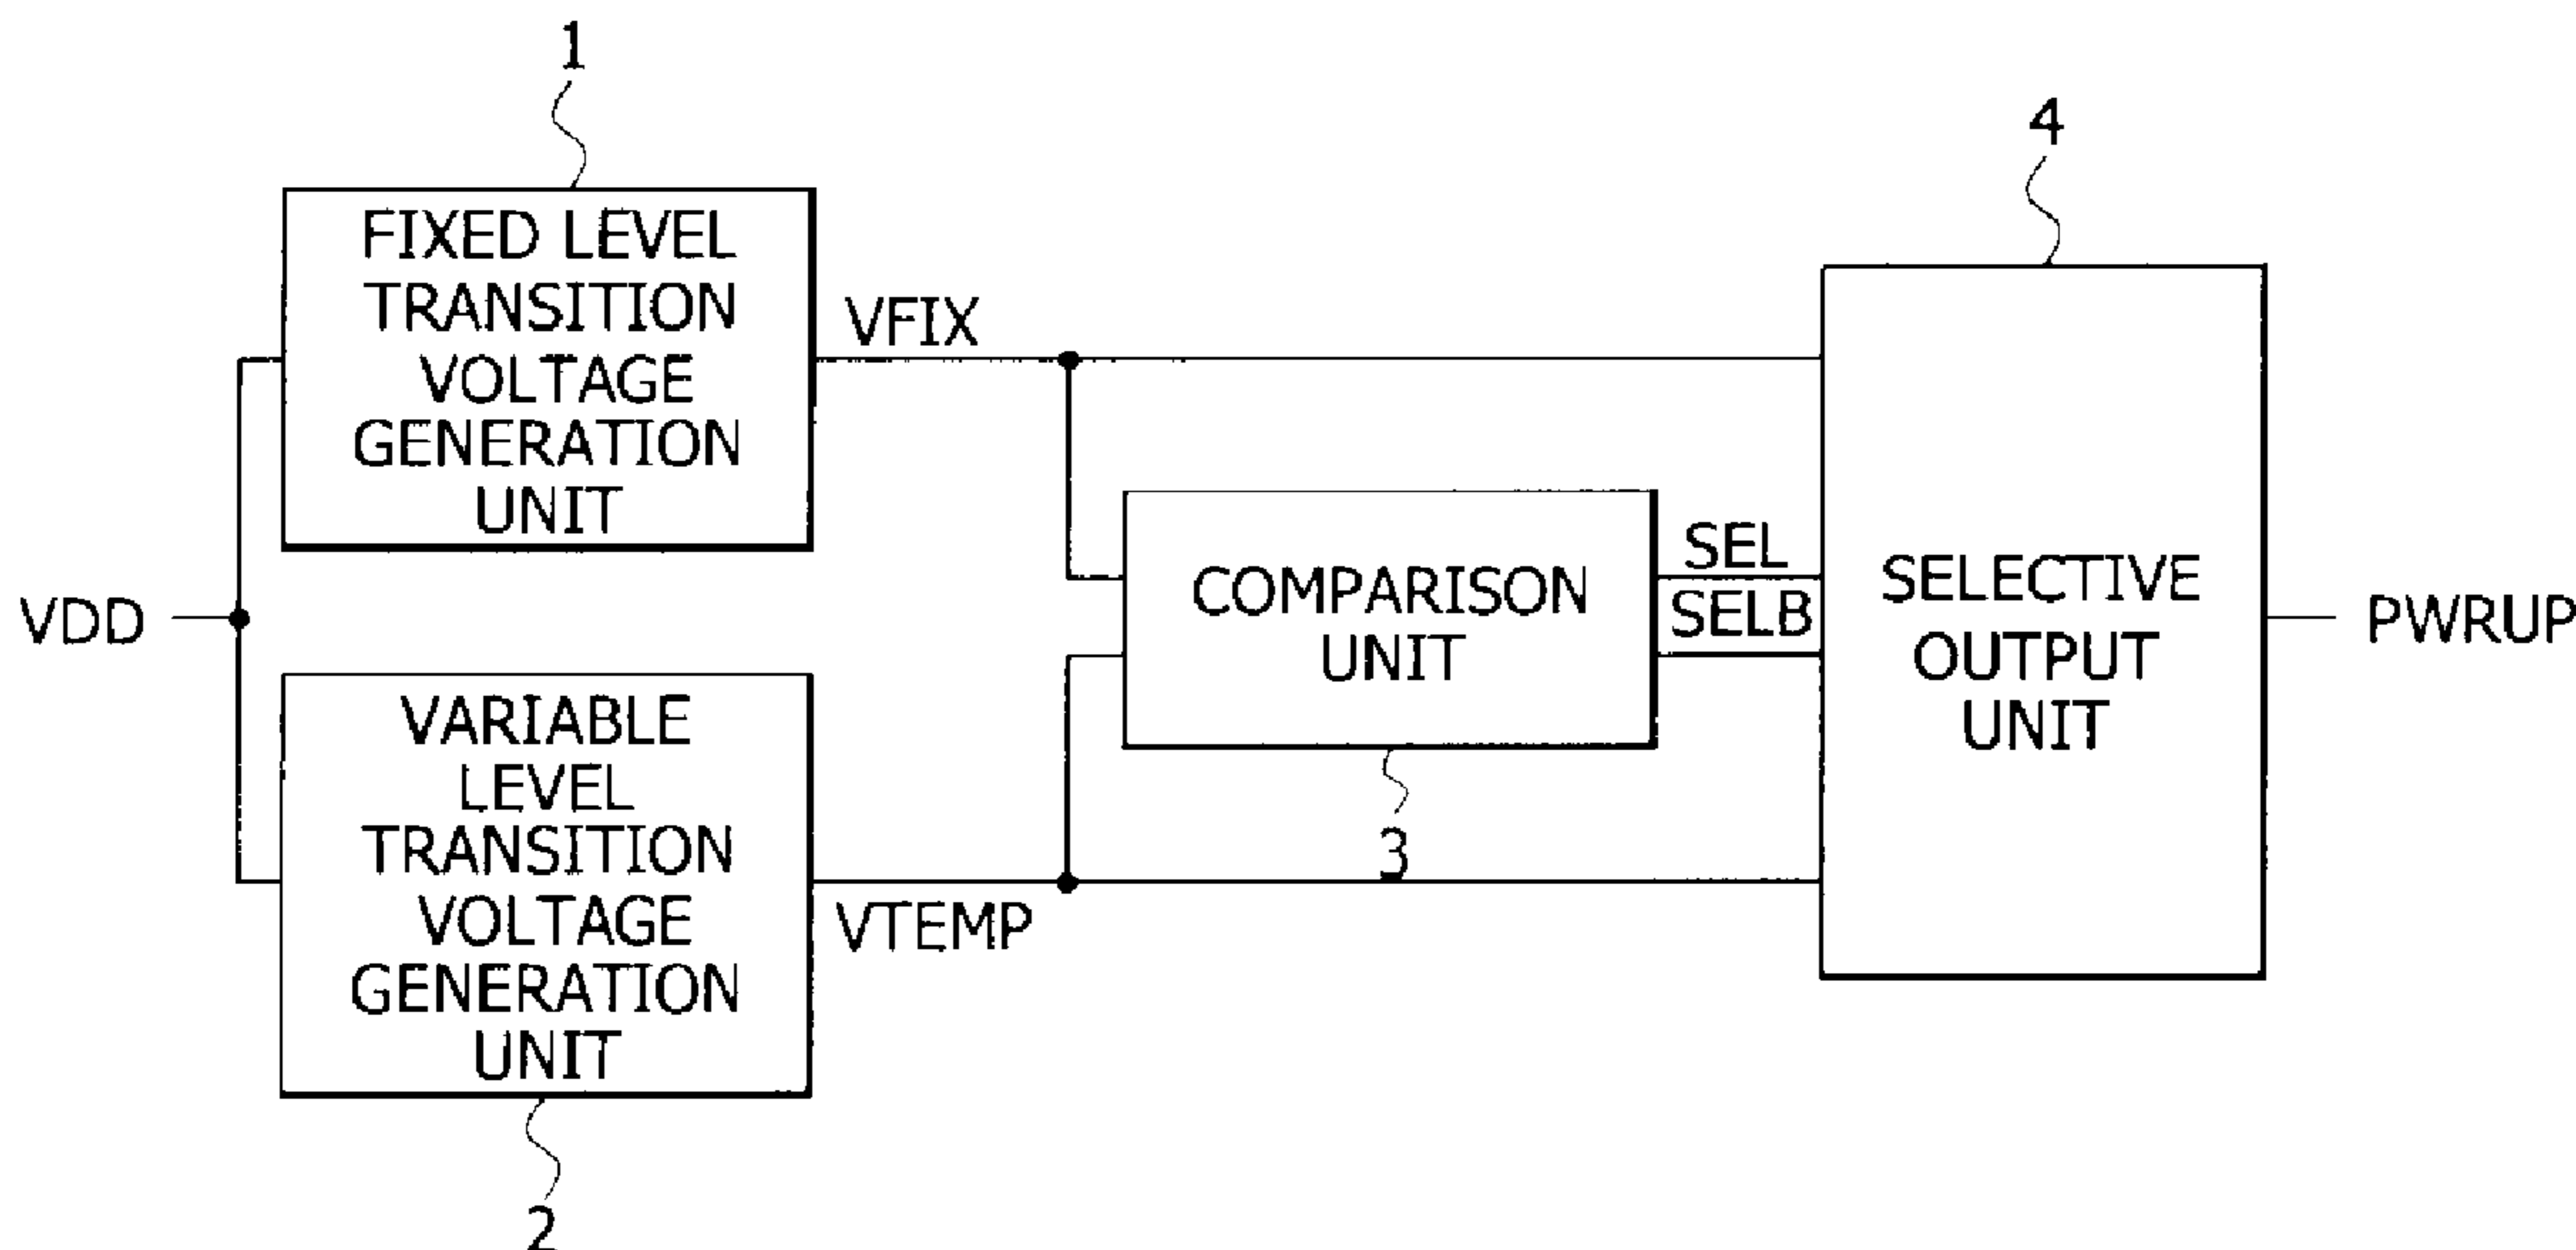 1
4
FIXED LEVEL
TRANSITION
VOLTAGE
GENERATION
UNIT
VFIX
VDD
COMPARISON
UNIT
3
SEL
SELB
SELECTIVE
OUTPUT
UNIT
PWRUP
VARIABLE
LEVEL
TRANSITION
VOLTAGE
GENERATION
UNIT
VTEMP
2